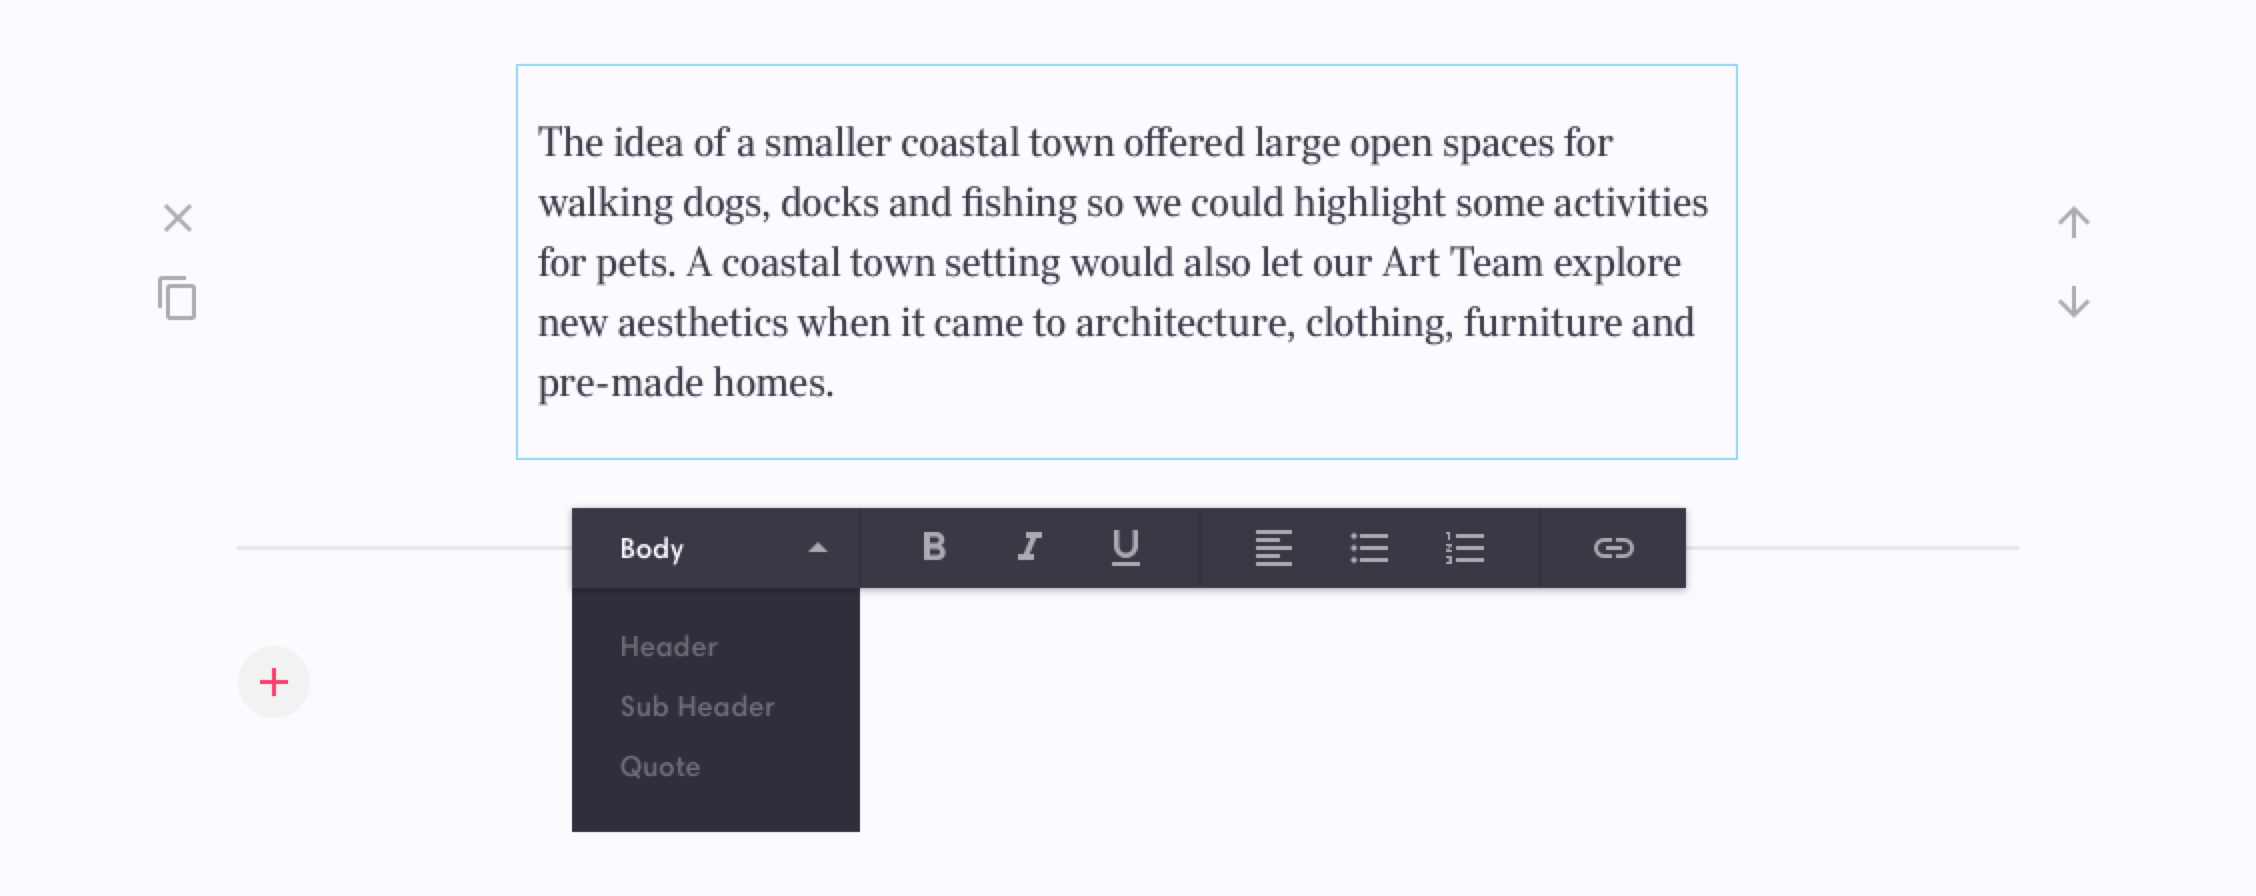 The idea of a smaller coastal town offered large open spaces for
walking dogs, docks and fishing so we could highlight some activities
for pets. A coastal town setting would also let our Art Team explore
new aesthetics when it came to architecture, clothing, furniture and
pre-made homes.
Body
Header
Sub Header
Quote